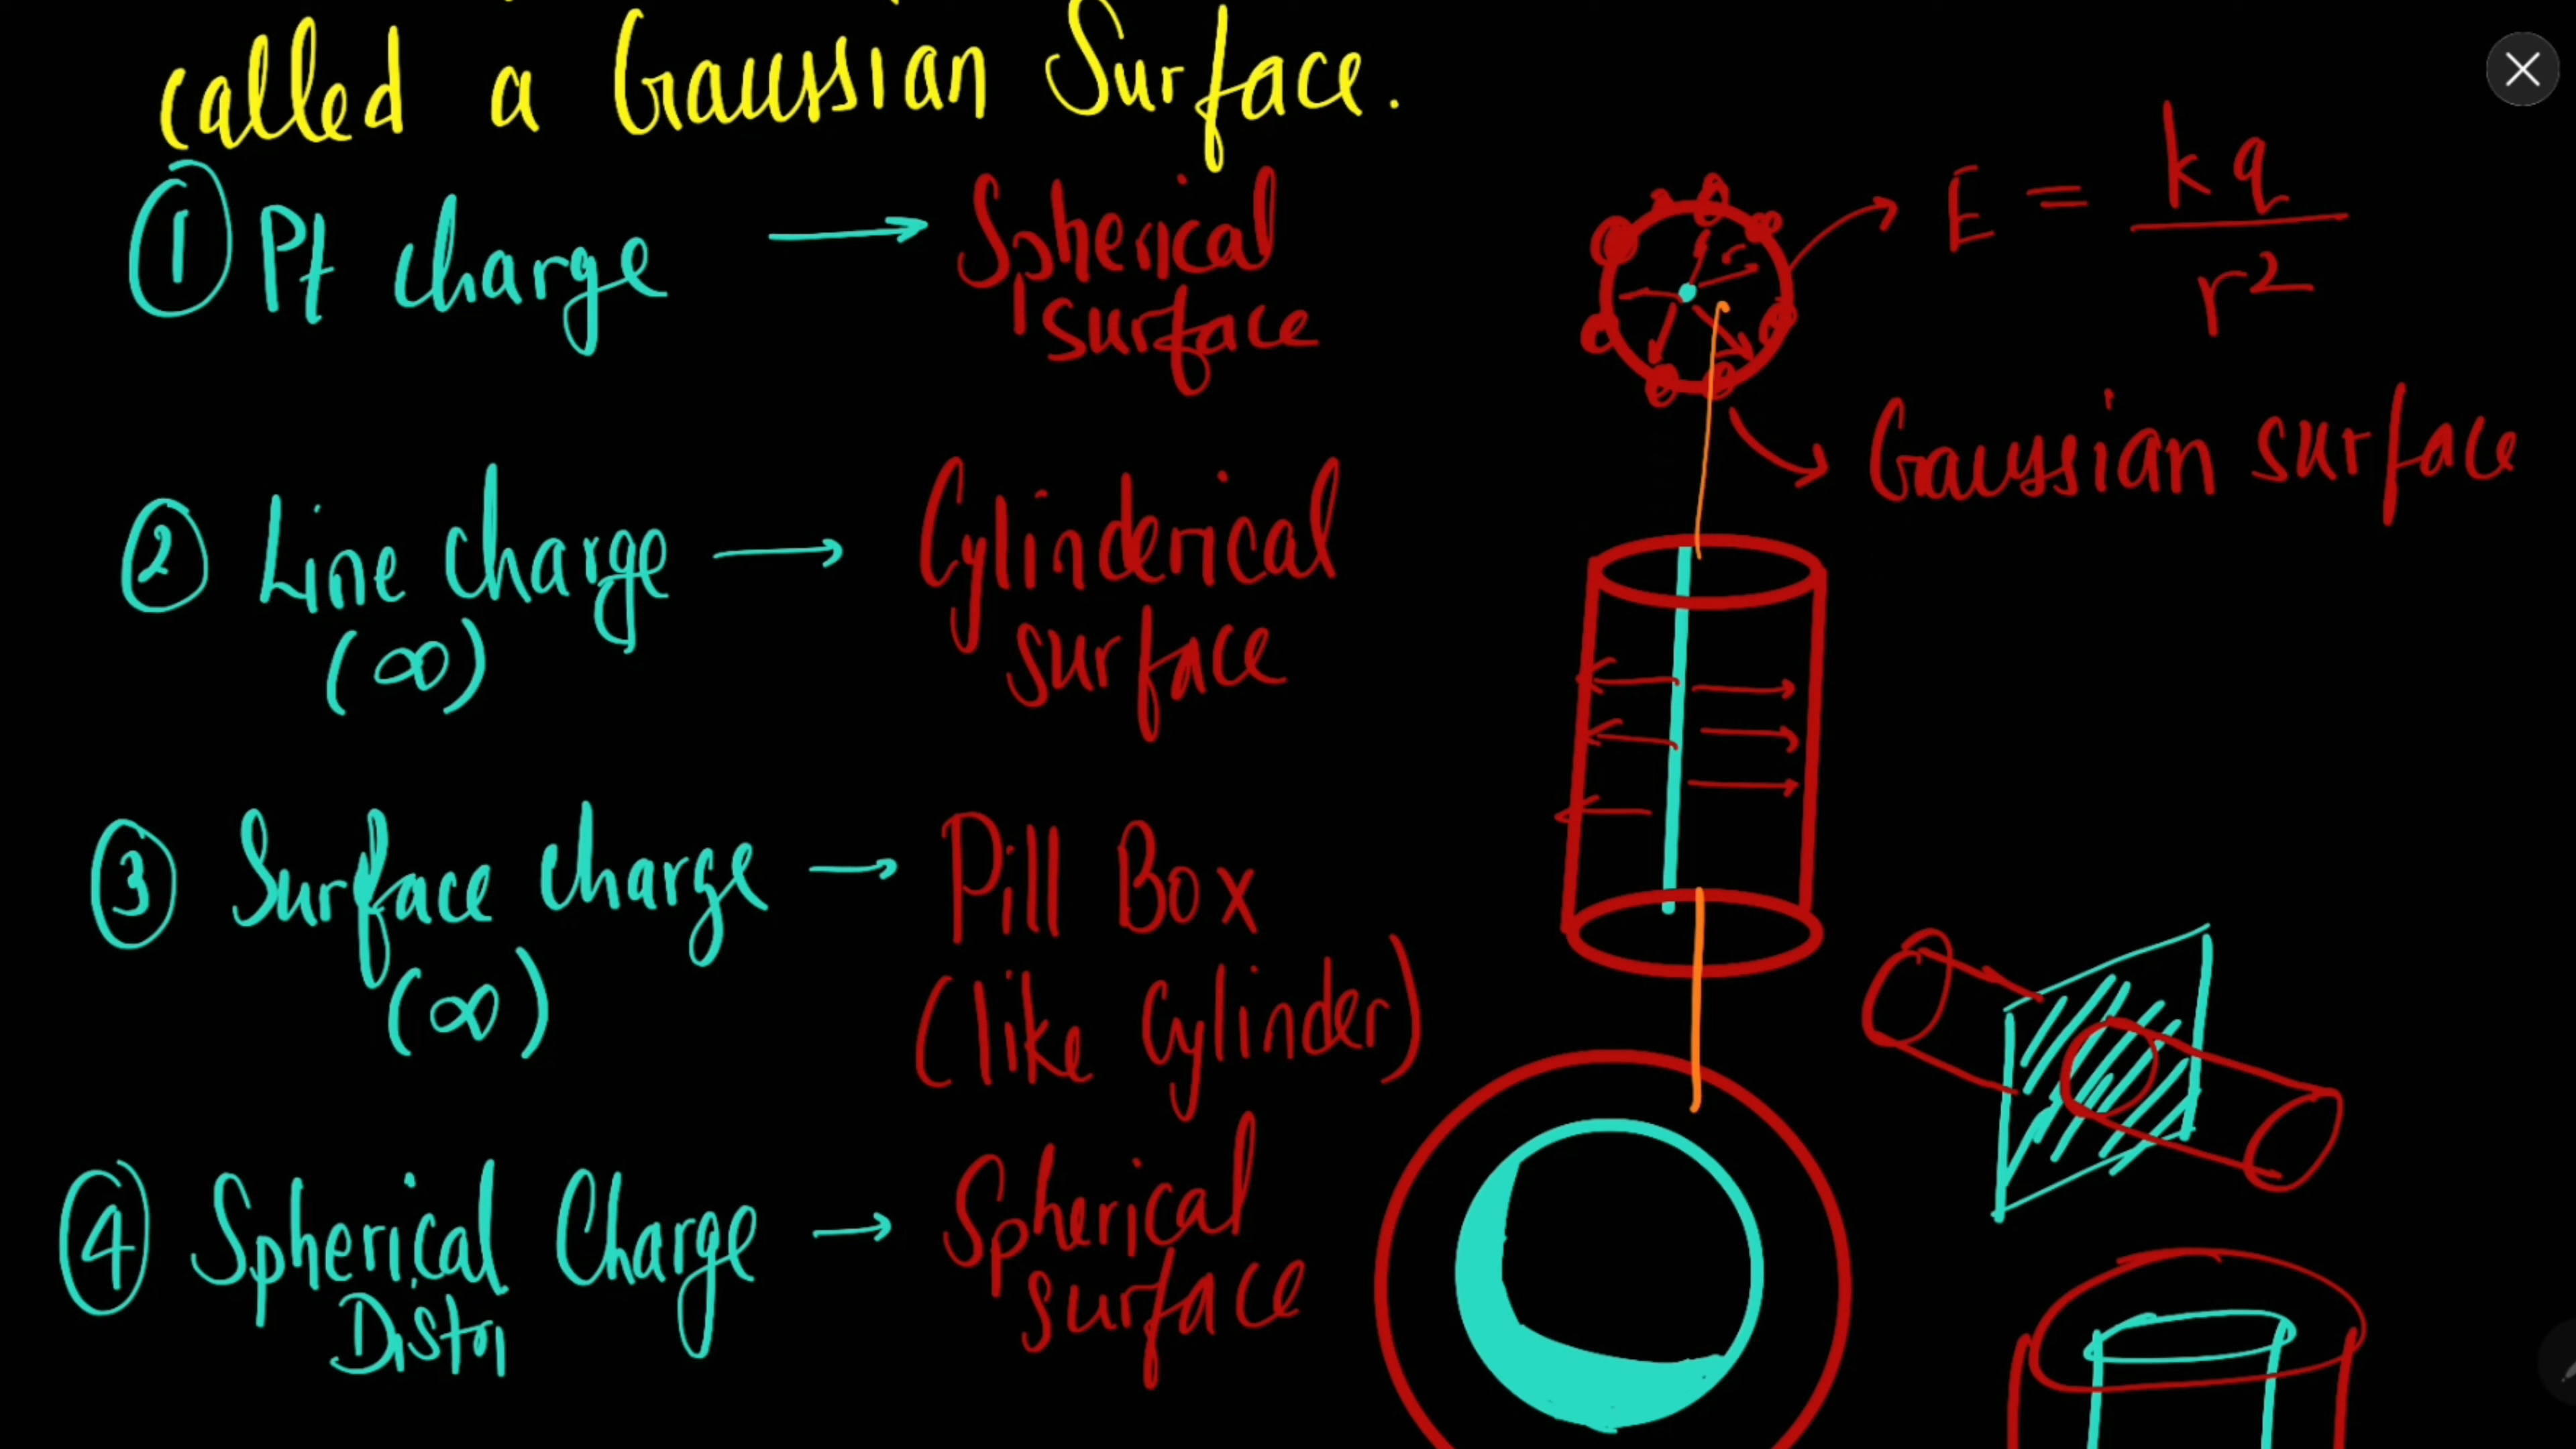 called a Gaussian Surface.
① Pt charge → Spherical surface
E = kq / r²
Gaussian surface
② Line charge → Cylinderical surface
(∞)
③ Surface charge → Pill Box
(∞) (like Cylinder)
④ Spherical Charge → Spherical surface
Distri
r